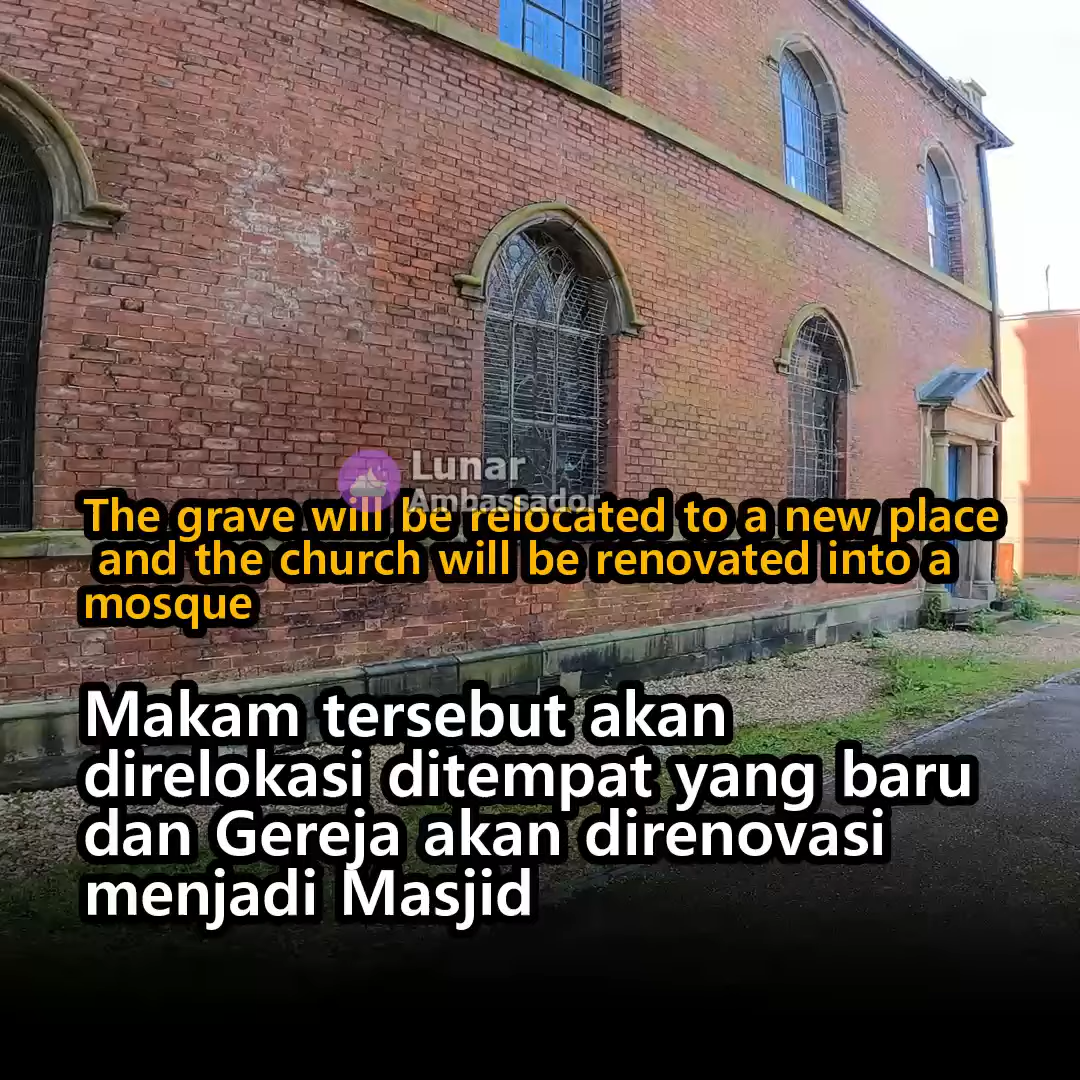 Lunar
Ambassador
The grave will be relocated to a new place
and the church will be renovated into a
mosque
Makam tersebut akan
direlokasi ditempat yang baru
dan Gereja akan direnovasi
menjadi Masjid